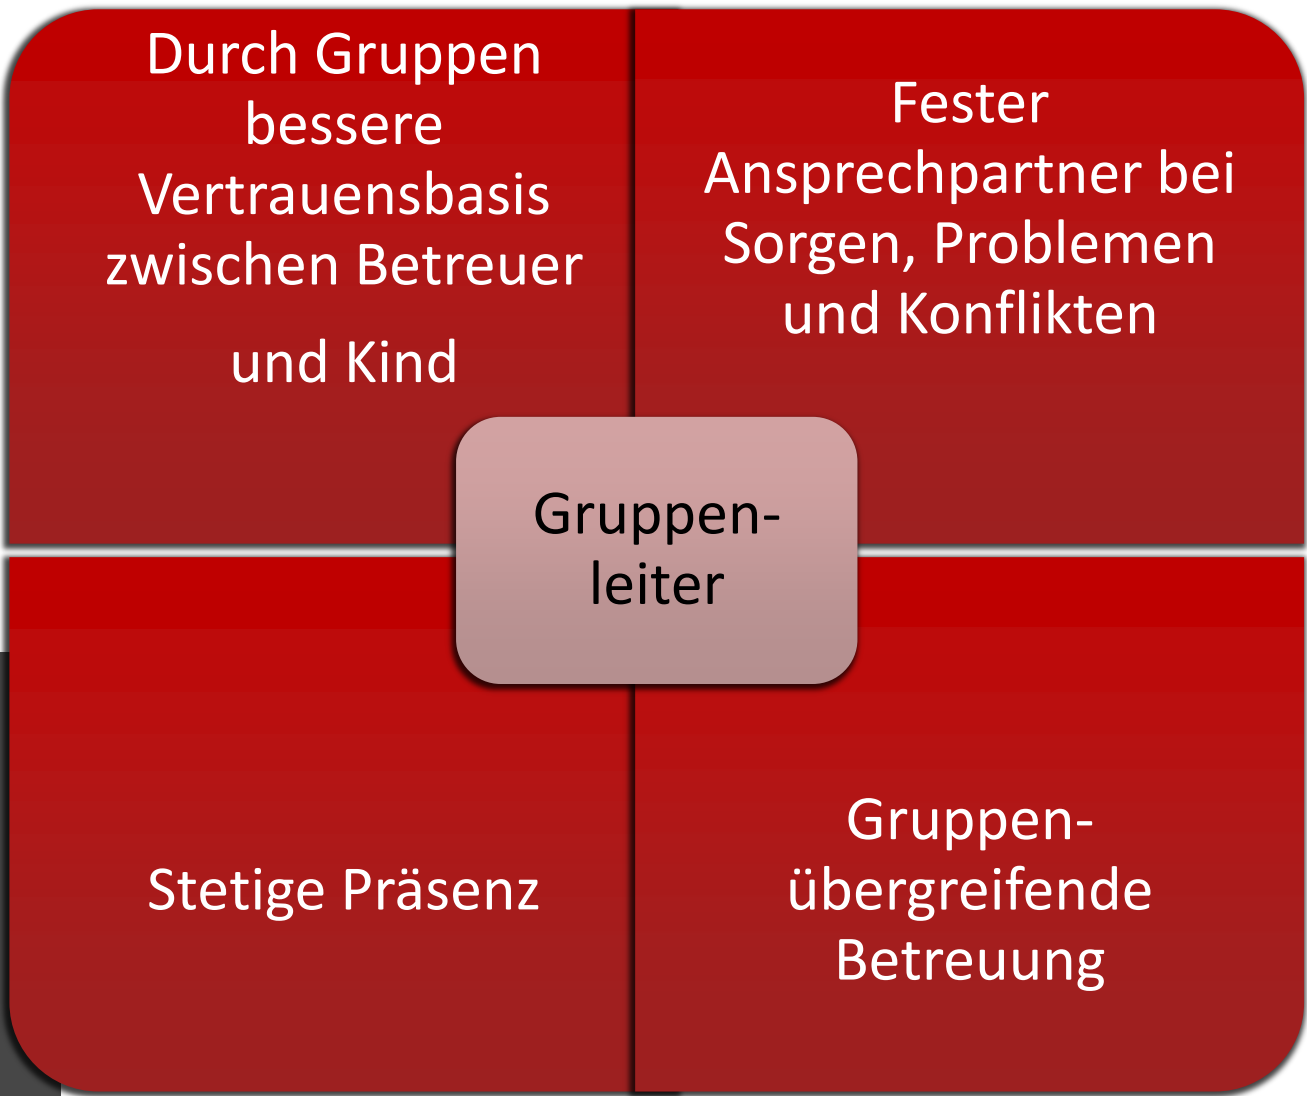 Durch Gruppen
bessere
Vertrauensbasis
zwischen Betreuer
und Kind
Fester
Ansprechpartner bei
Sorgen, Problemen
und Konflikten
Gruppen-
leiter
Stetige Präsenz
Gruppen-
übergreifende
Betreuung